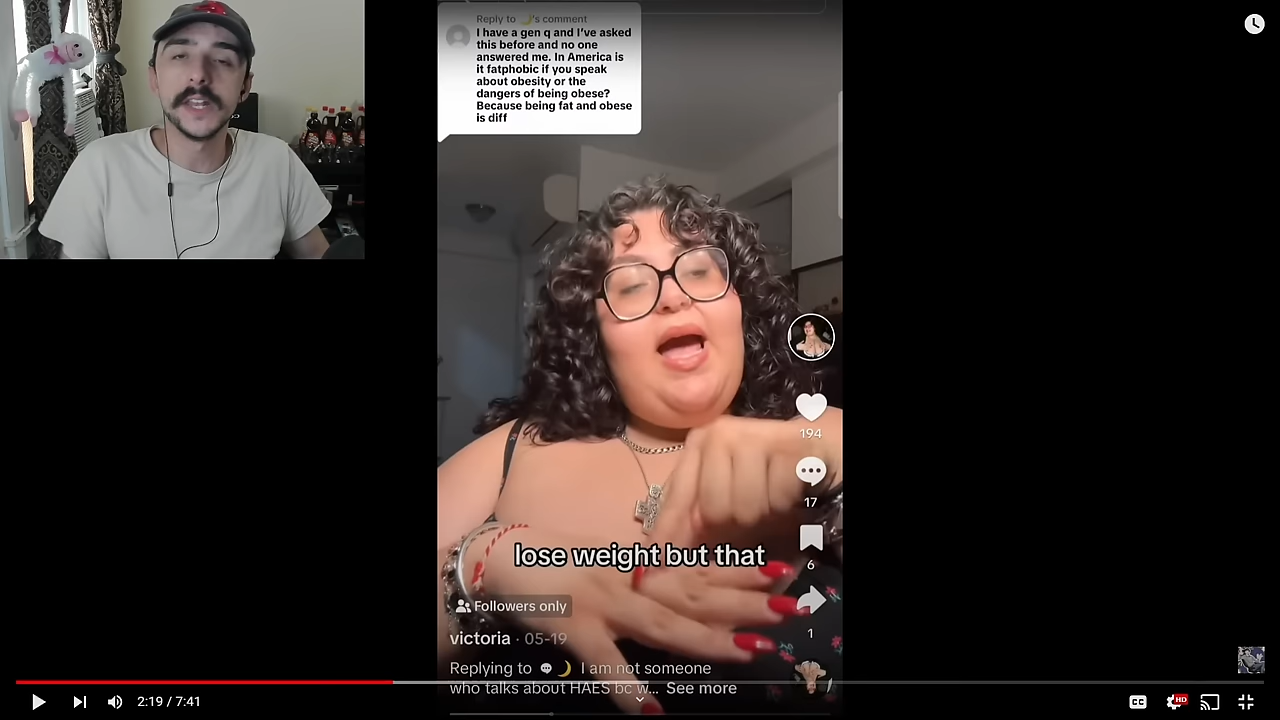 Reply to 🌙's comment
I have a gen q and I've asked
this before and no one
answered me. In America is
it fatphobic if you speak
about obesity or the
dangers of being obese?
Because being fat and obese
is diff
194
17
lose weight but that
6
Followers only
1
victoria · 05-19
Replying to 💬🌙 I am not someone
who talks about HAES bc w... See more
2:19 / 7:41
CC
HD